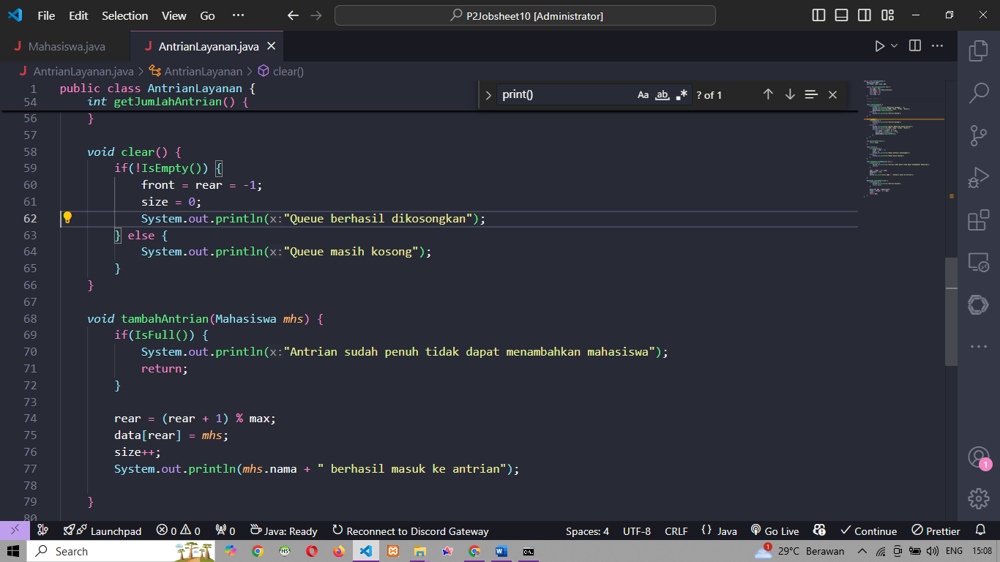 File Edit Selection View Go ··· P2Jobsheet10 [Administrator]
J Mahasiswa.java J AntrianLayanan.java
J AntrianLayanan.java > AntrianLayanan > clear()
print() Aa ab .* ? of 1
1 public class AntrianLayanan {
54 int getJumlahAntrian() {
56 }
57
58 void clear() {
59 if(!IsEmpty()) {
60 front = rear = -1;
61 size = 0;
62 System.out.println(x:"Queue berhasil dikosongkan");
63 } else {
64 System.out.println(x:"Queue masih kosong");
65 }
66 }
67
68 void tambahAntrian(Mahasiswa mhs) {
69 if(IsFull()) {
70 System.out.println(x:"Antrian sudah penuh tidak dapat menambahkan mahasiswa");
71 return;
72 }
73
74 rear = (rear + 1) % max;
75 data[rear] = mhs;
76 size++;
77 System.out.println(mhs.nama + " berhasil masuk ke antrian");
78
79 }
80
1
Launchpad 0 0 0 Java: Ready Reconnect to Discord Gateway Spaces: 4 UTF-8 CRLF {} Java Go Live Continue Prettier
Search 1 29°C Berawan ENG 15:08